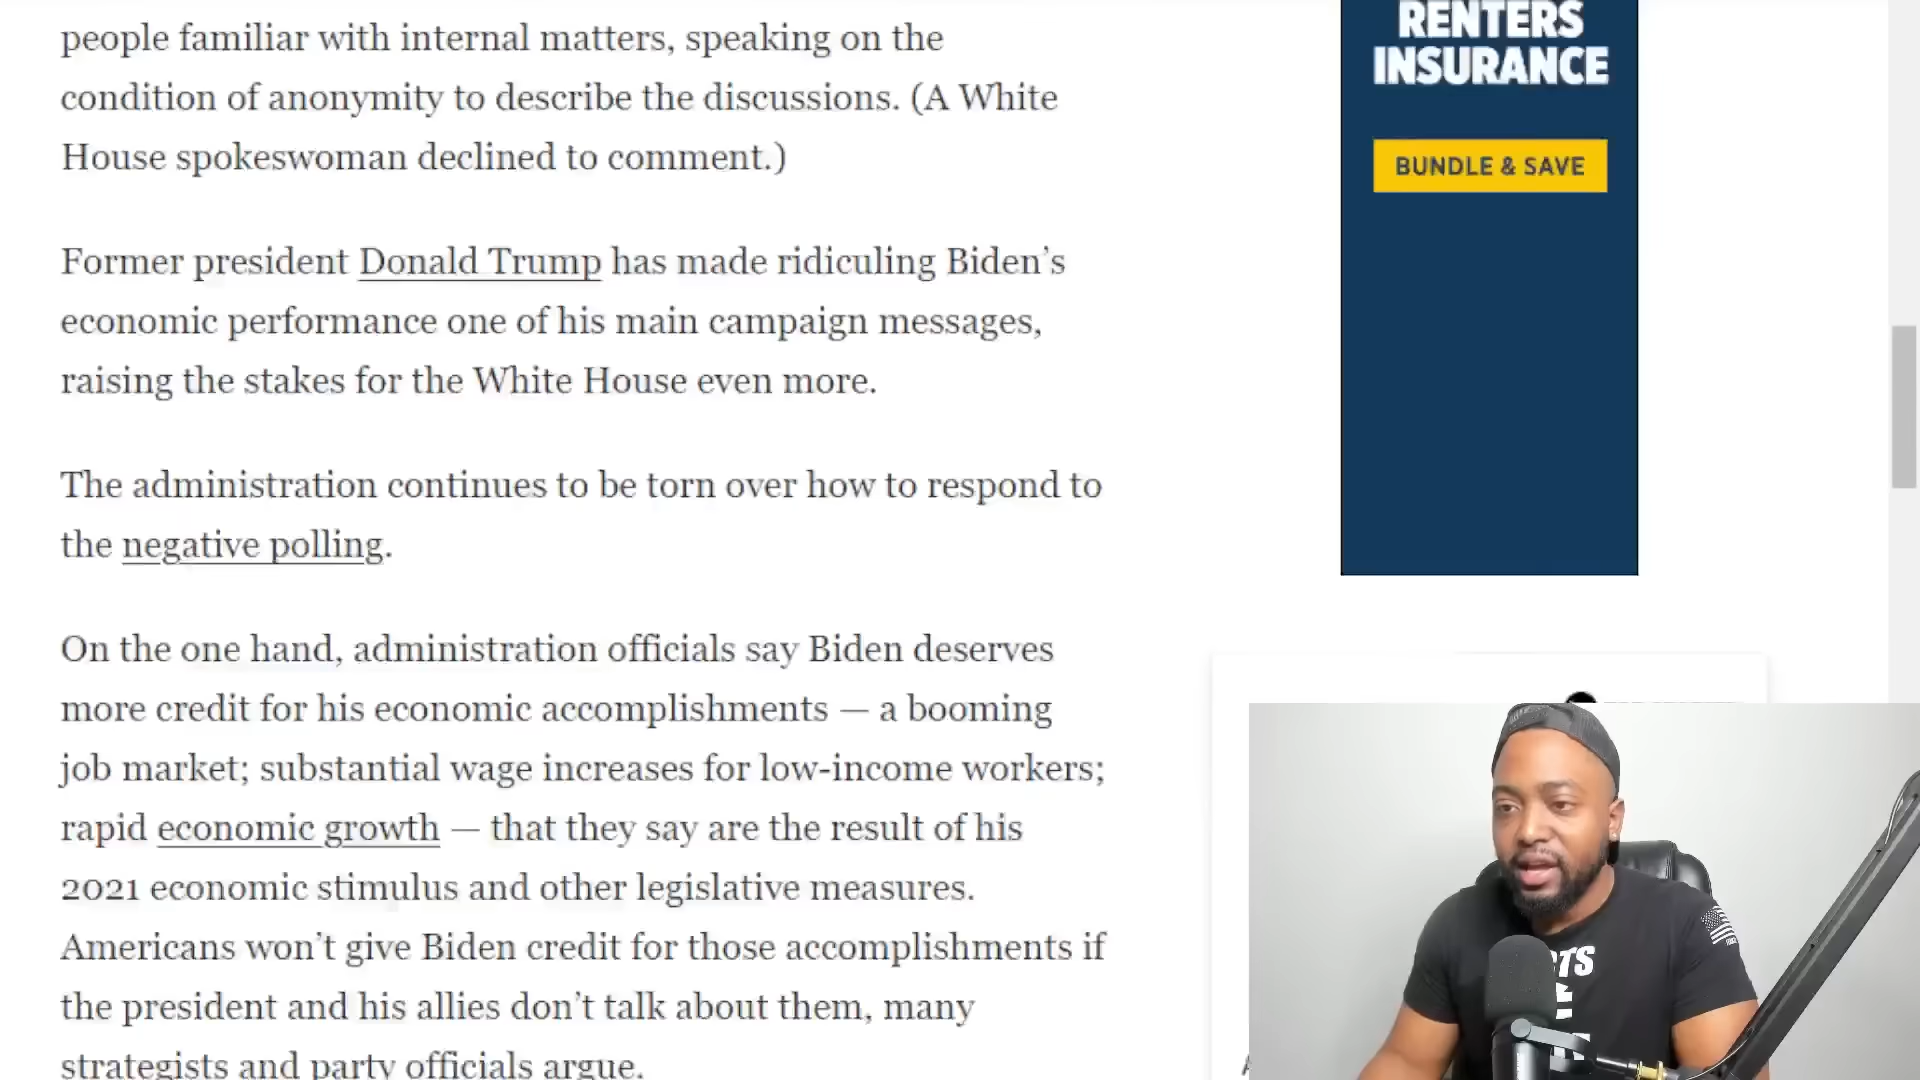 people familiar with internal matters, speaking on the
condition of anonymity to describe the discussions. (A White
House spokeswoman declined to comment.)
Former president Donald Trump has made ridiculing Biden’s
economic performance one of his main campaign messages,
raising the stakes for the White House even more.
The administration continues to be torn over how to respond to
the negative polling.
On the one hand, administration officials say Biden deserves
more credit for his economic accomplishments — a booming
job market; substantial wage increases for low-income workers;
rapid economic growth — that they say are the result of his
2021 economic stimulus and other legislative measures.
Americans won’t give Biden credit for those accomplishments if
the president and his allies don’t talk about them, many
strategists and party officials argue.
RENTERS
INSURANCE
BUNDLE & SAVE